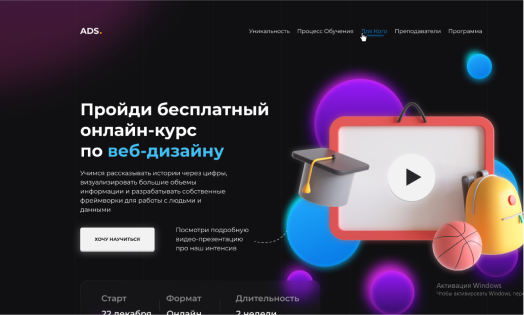 ADS.
Уникальность Процесс Обучения Для Кого Преподаватели Программа
Пройди бесплатный
онлайн-курс
по веб-дизайну
Учимся рассказывать истории через цифры,
визуализировать большие объемы
информации и разрабатывать собственные
фреймворки для работы с людьми и
данными
ХОЧУ НАУЧИТЬСЯ
Посмотри подробную
видео-презентацию
про наш интенсив
Активация Windows
Чтобы активировать Windows,
Старт Формат Длительность
22 декабря Онлайн 2 недели